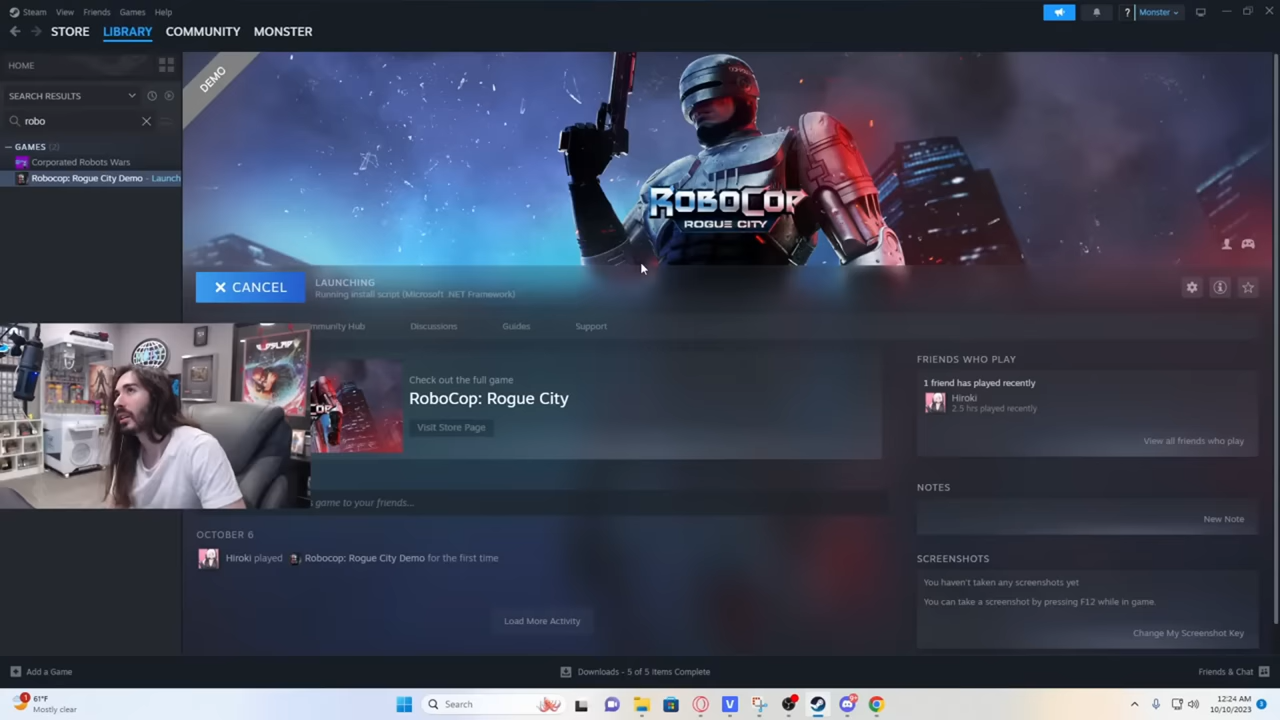 Steam View Friends Games Help
? Monster
STORE LIBRARY COMMUNITY MONSTER
HOME
SEARCH RESULTS
robo
GAMES (2)
Corporated Robots Wars
Robocop: Rogue City Demo - Launch
DEMO
ROBOCOP
ROGUE CITY
CANCEL
LAUNCHING
Running install script (Microsoft .NET Framework)
mmunity Hub Discussions Guides Support
Check out the full game
RoboCop: Rogue City
Visit Store Page
game to your friends...
OCTOBER 6
Hiroki played Robocop: Rogue City Demo for the first time
Load More Activity
FRIENDS WHO PLAY
1 friend has played recently
Hiroki
2.5 hrs played recently
View all friends who play
NOTES
New Note
SCREENSHOTS
You haven't taken any screenshots yet
You can take a screenshot by pressing F12 while in game.
Change My Screenshot Key
Add a Game
Downloads - 5 of 5 Items Complete
Friends & Chat
61°F
Mostly clear
Search
12:24 AM
10/10/2023